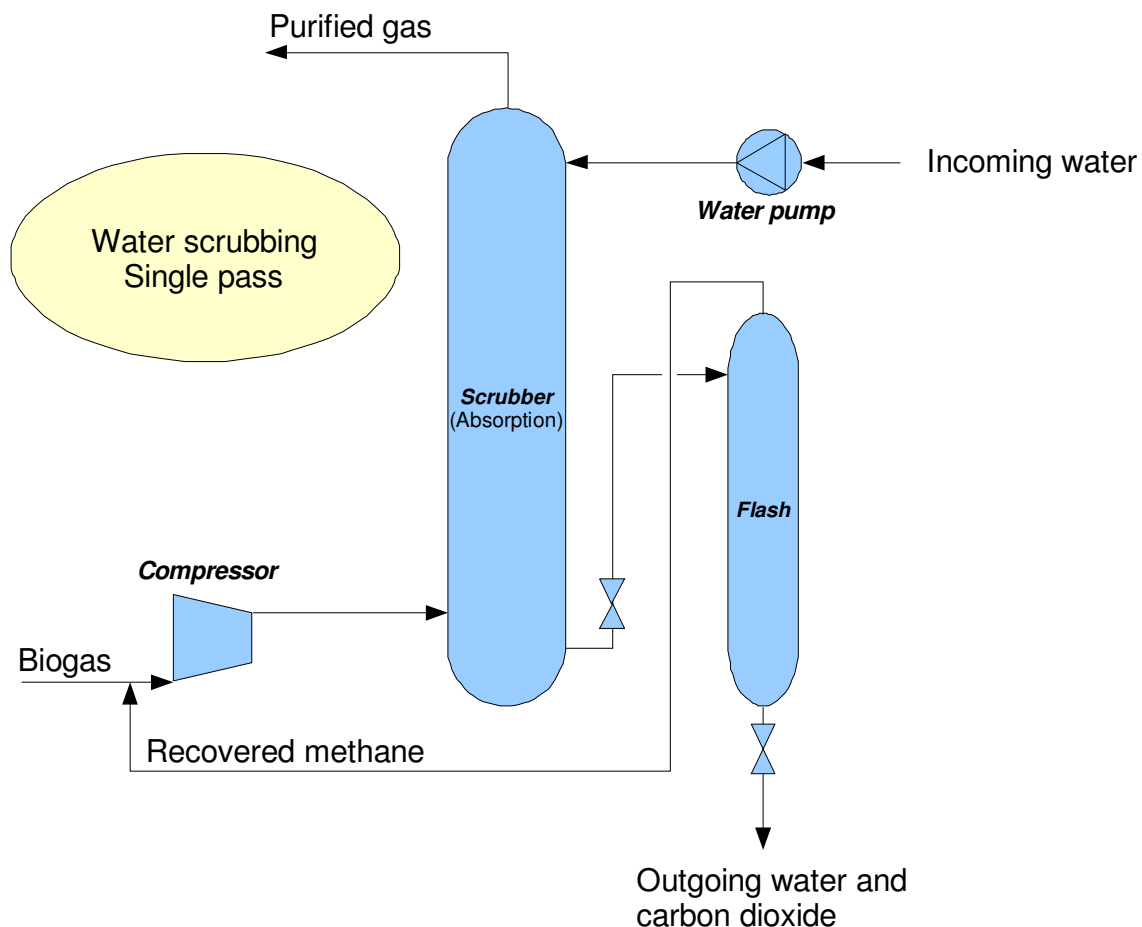 Purified gas
Incoming water
Water pump
Water scrubbing
Single pass
Scrubber
(Absorption)
Flash
Compressor
Biogas
Recovered methane
Outgoing water and
carbon dioxide